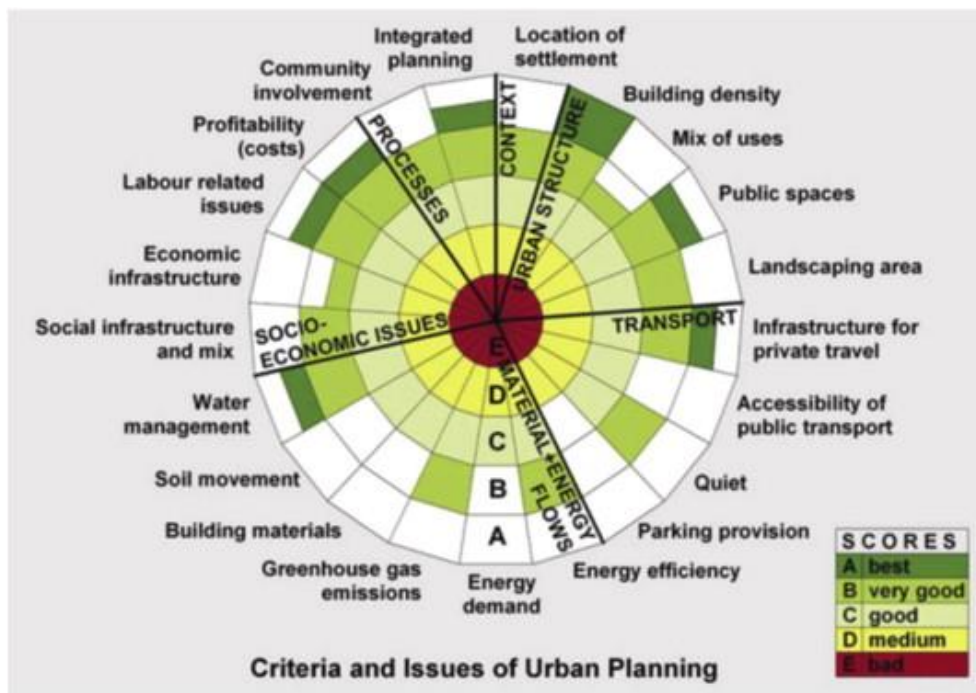 Integrated
planning
Location of
settlement
Community
involvement
Building density
Profitability
(costs)
Mix of uses
Labour related
issues
Public spaces
Economic
infrastructure
Landscaping area
Social infrastructure
and mix
Infrastructure for
private travel
Water
management
Accessibility of
public transport
Soil movement
Quiet
Building materials
Parking provision
Greenhouse gas
emissions
Energy
demand
Energy efficiency
PROCESSES
CONTEXT
URBAN STRUCTURE
TRANSPORT
SOCIO-
ECONOMIC ISSUES
MATERIAL+ENERGY
FLOWS
E
D
C
B
A
SCORES
A best
B very good
C good
D medium
E bad
Criteria and Issues of Urban Planning